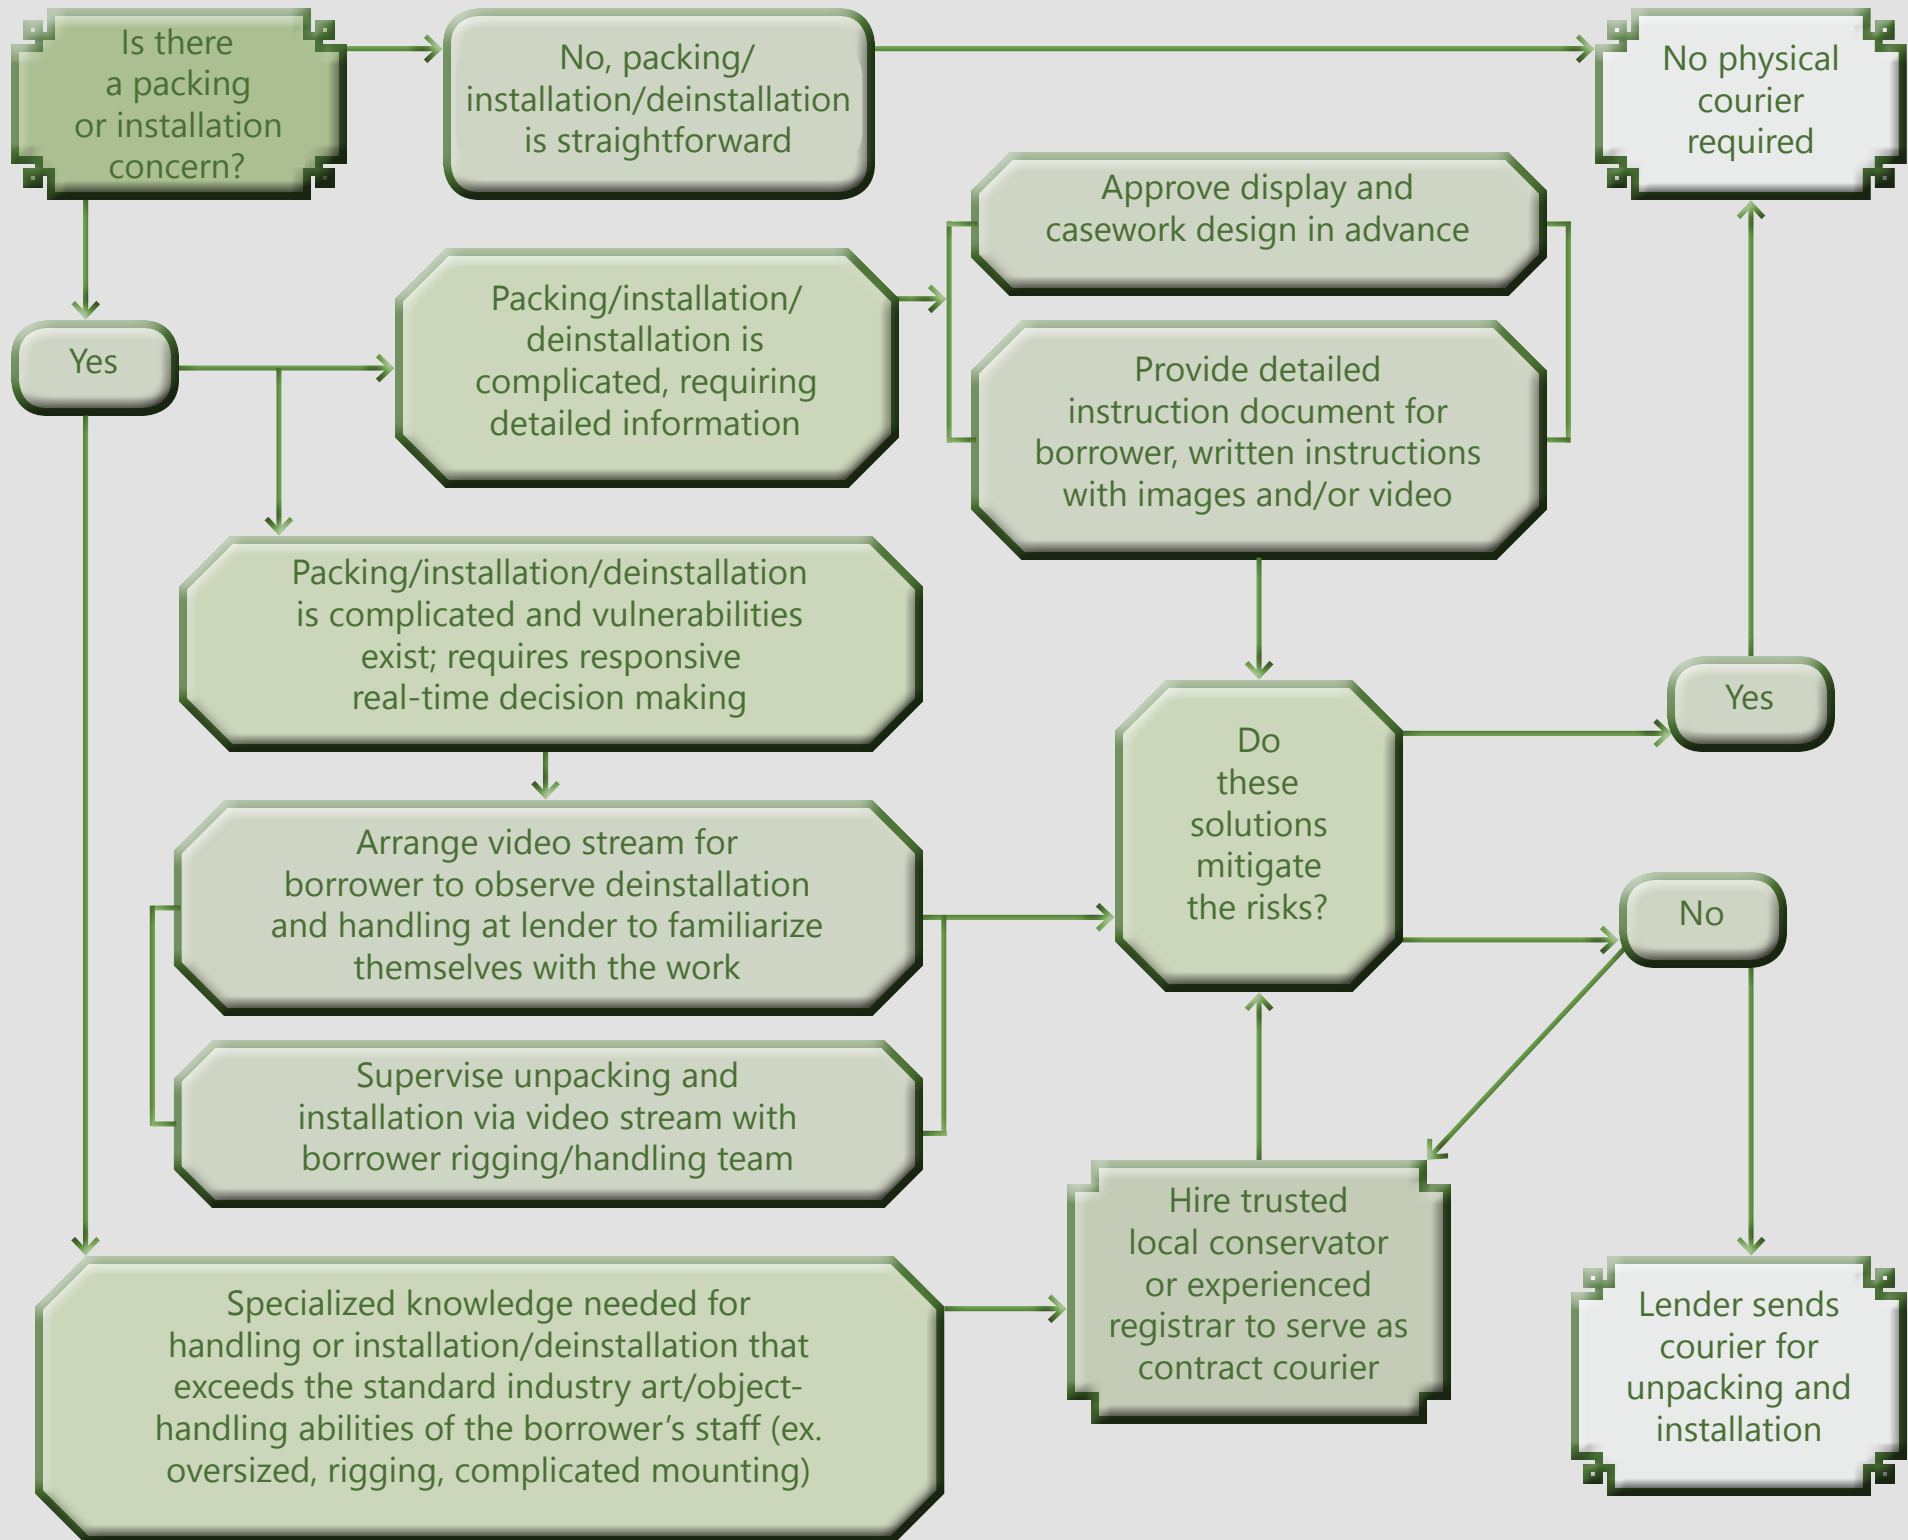 Is there
a packing
or installation
concern?
No, packing/
installation/deinstallation
is straightforward
No physical
courier
required
Approve display and
casework design in advance
Yes
Packing/installation/
deinstallation is
complicated, requiring
detailed information
Provide detailed
instruction document for
borrower, written instructions
with images and/or video
Packing/installation/deinstallation
is complicated and vulnerabilities
exist; requires responsive
real-time decision making
Do
these
solutions
mitigate
the risks?
Yes
Arrange video stream for
borrower to observe deinstallation
and handling at lender to familiarize
themselves with the work
No
Supervise unpacking and
installation via video stream with
borrower rigging/handling team
Hire trusted
local conservator
or experienced
registrar to serve as
contract courier
Specialized knowledge needed for
handling or installation/deinstallation that
exceeds the standard industry art/object-
handling abilities of the borrower’s staff (ex.
oversized, rigging, complicated mounting)
Lender sends
courier for
unpacking and
installation